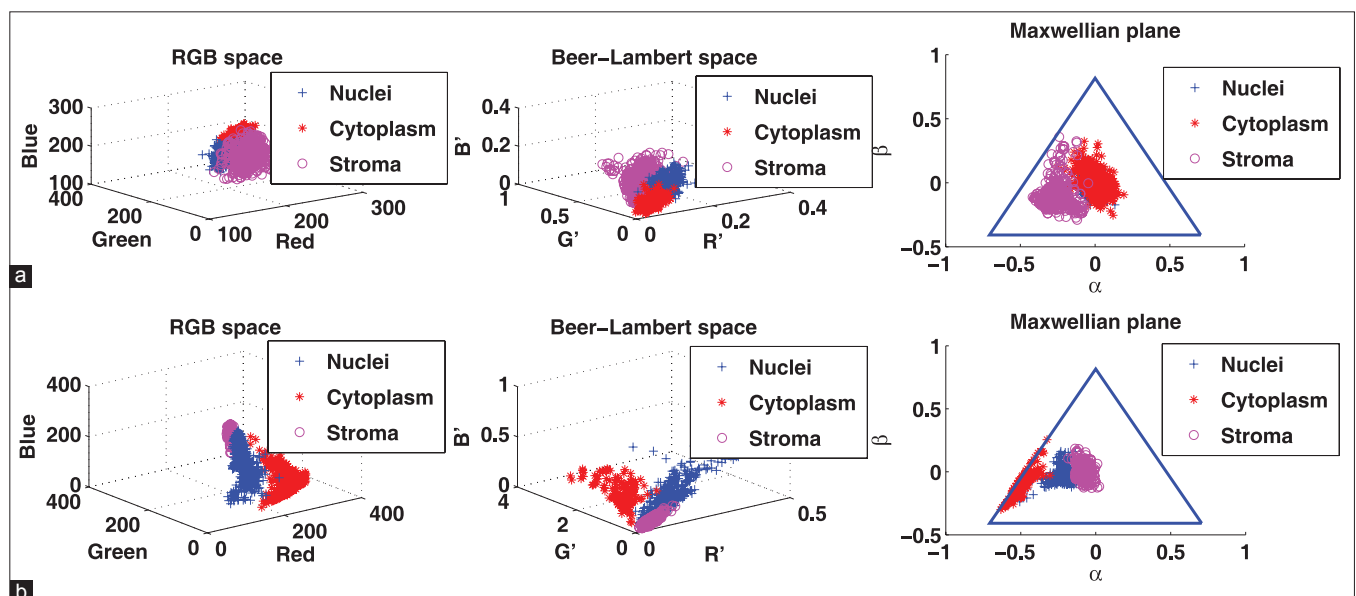 RGB space
Nuclei
Cytoplasm
Stroma
300
200
100
400
200
0
100
200
300
Blue
Green
Red
Beer–Lambert space
Nuclei
Cytoplasm
Stroma
0.4
0.2
0
1
0.5
0
0
0.2
0.4
B'
G'
R'
Maxwellian plane
Nuclei
Cytoplasm
Stroma
1
0.5
0
−0.5
−1
−0.5
0
0.5
1
β
α
a
RGB space
Nuclei
Cytoplasm
Stroma
400
200
0
400
200
0
0
200
400
Blue
Green
Red
Beer–Lambert space
Nuclei
Cytoplasm
Stroma
1
0.5
0
4
2
0
0
0.5
B'
G'
R'
Maxwellian plane
Nuclei
Cytoplasm
Stroma
1
0.5
0
−0.5
−1
−0.5
0
0.5
1
β
α
b